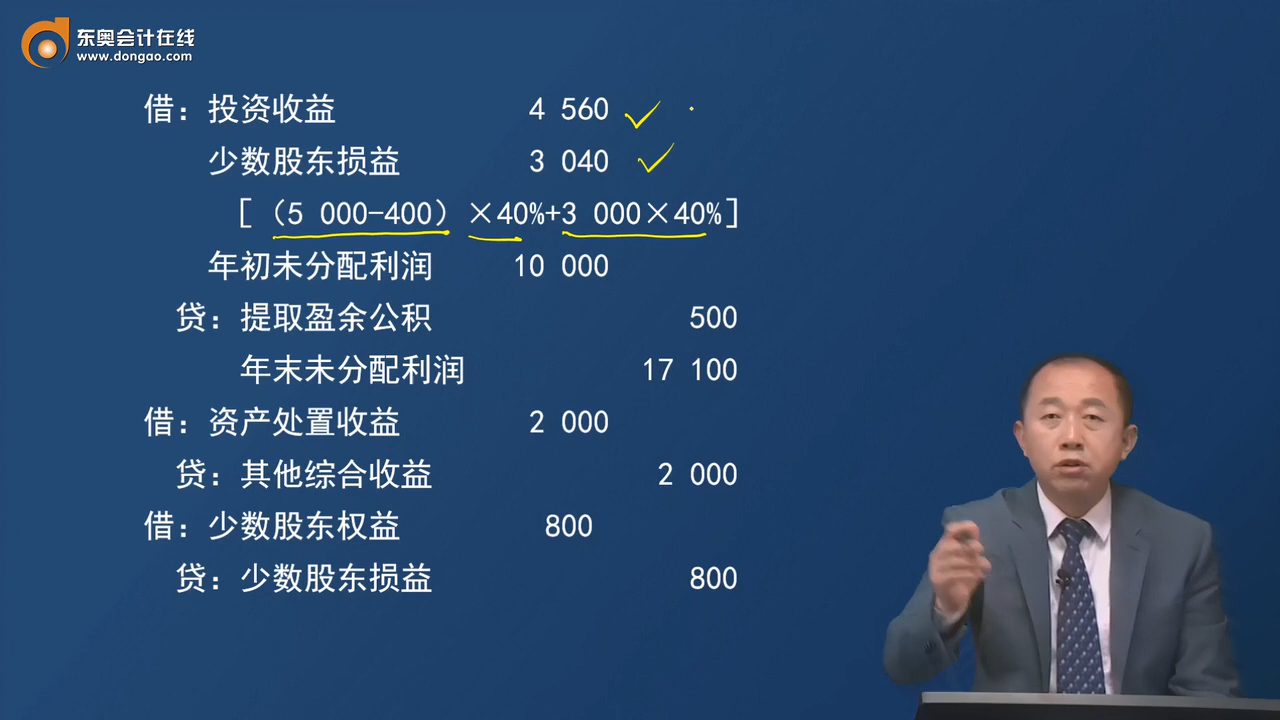 东奥会计在线
www.dongao.com
借：投资收益 4 560
少数股东损益 3 040
[（5 000-400）×40%+3 000×40%]
年初未分配利润 10 000
贷：提取盈余公积 500
年末未分配利润 17 100
借：资产处置收益 2 000
贷：其他综合收益 2 000
借：少数股东权益 800
贷：少数股东损益 800